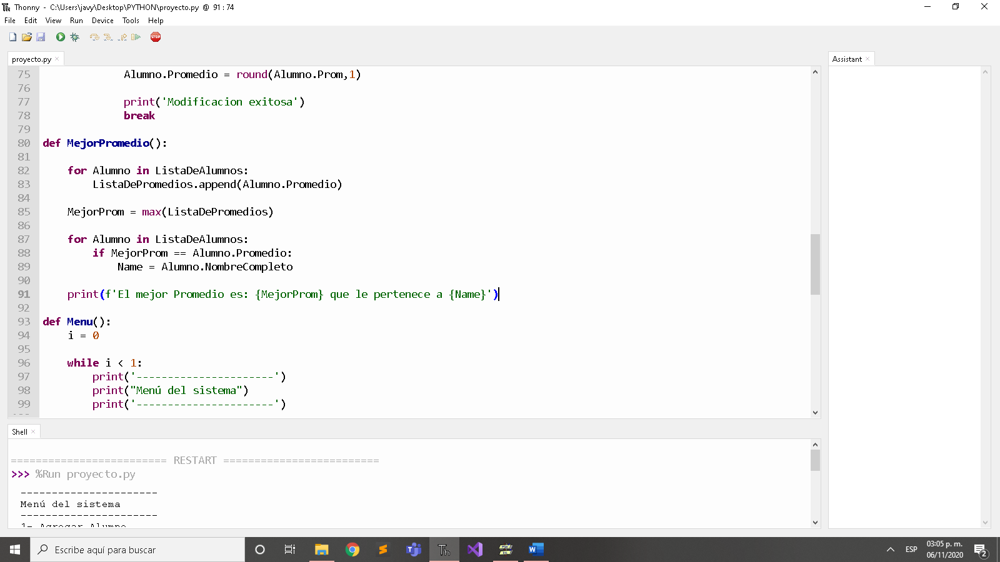 Thonny - C:\Users\javy\Desktop\PYTHON\proyecto.py @ 91 : 74
File Edit View Run Device Tools Help
STOP
proyecto.py ×
Assistant ×
75 Alumno.Promedio = round(Alumno.Prom,1)
76
77 print('Modificacion exitosa')
78 break
79
80 def MejorPromedio():
81
82 for Alumno in ListaDeAlumnos:
83 ListaDePromedios.append(Alumno.Promedio)
84
85 MejorProm = max(ListaDePromedios)
86
87 for Alumno in ListaDeAlumnos:
88 if MejorProm == Alumno.Promedio:
89 Name = Alumno.NombreCompleto
90
91 print(f'El mejor Promedio es: {MejorProm} que le pertenece a {Name}')
92
93 def Menu():
94 i = 0
95
96 while i < 1:
97 print('----------------------')
98 print("Menú del sistema")
99 print('----------------------')
Shell ×
========================= RESTART =========================
>>> %Run proyecto.py
----------------------
Menú del sistema
----------------------
1- Agregar Alumno
Escribe aquí para buscar
ESP
03:05 p. m.
06/11/2020
2